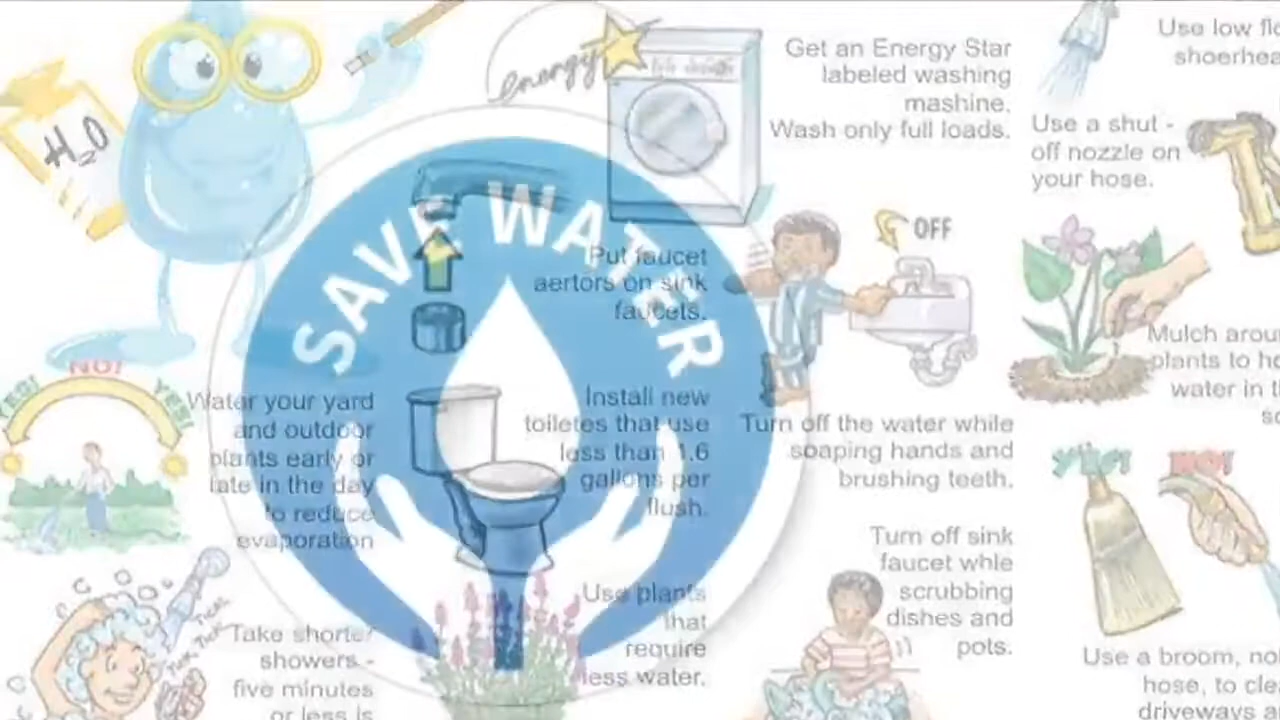 H2O
energy
Get an Energy Star
labeled washing
mashine.
Wash only full loads.
Use low flo
shoerhea
Use a shut -
off nozzle on
your hose.
SAVE WATER
OFF
Put faucet
aertors on sink
faucets.
NO!
YES!
Water your yard
and outdoor
plants early or
late in the day
to reduce
evaporation
Install new
toiletes that use
less than 1.6
gallons per
flush.
Turn off the water while
soaping hands and
brushing teeth.
Mulch arou
plants to ho
water in t
so
YES!
NO!
Turn off sink
faucet whle
scrubbing
dishes and
pots.
Use plants
that
require
less water.
Take shorter
showers -
five minutes
or less is
Use a broom, no
hose, to cle
driveways a